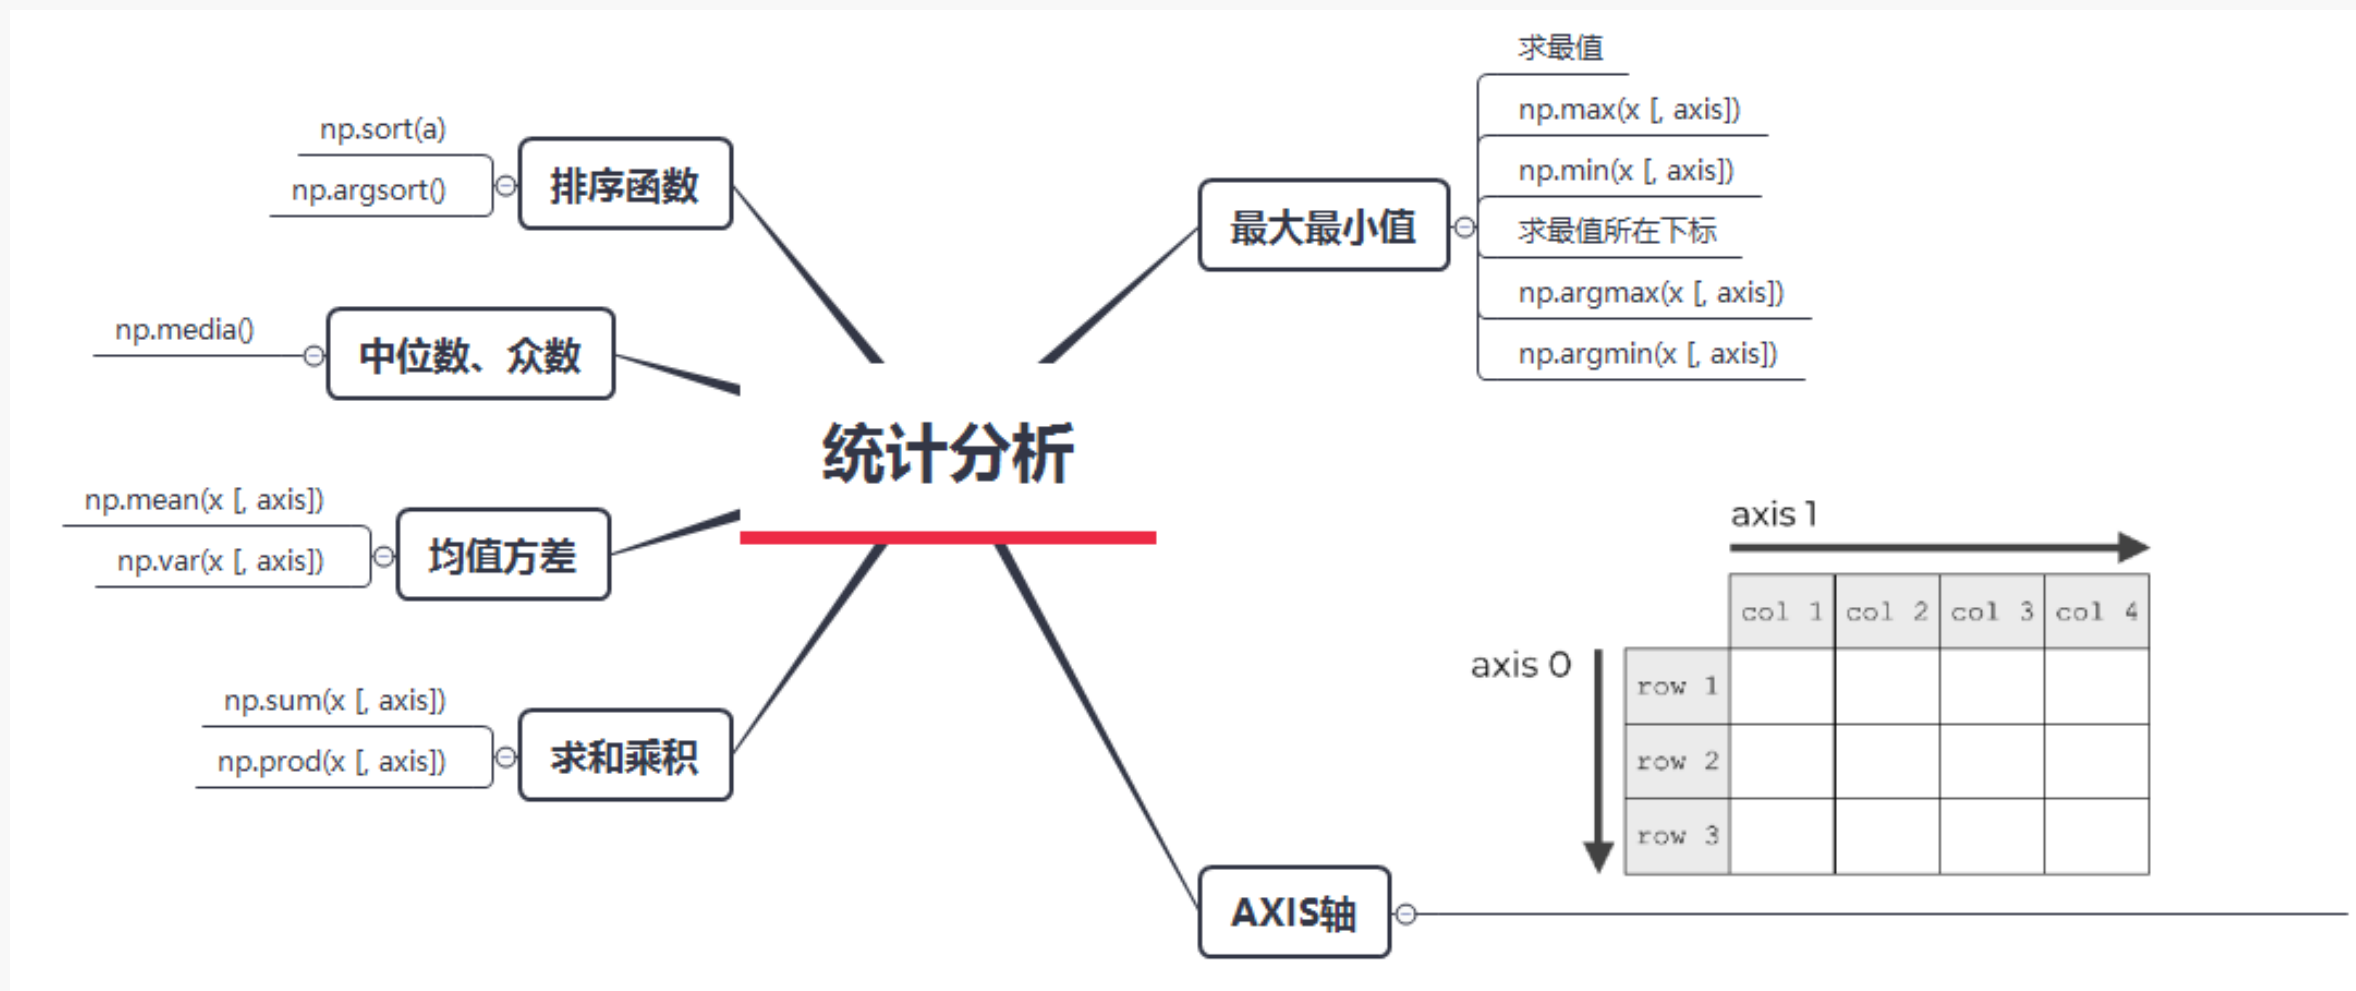 统计分析
最大最小值
求最值
np.max(x [, axis])
np.min(x [, axis])
求最值所在下标
np.argmax(x [, axis])
np.argmin(x [, axis])
AXIS轴
axis 1
col 1 col 2 col 3 col 4
axis 0
row 1
row 2
row 3
排序函数
np.sort(a)
np.argsort()
中位数、众数
np.media()
均值方差
np.mean(x [, axis])
np.var(x [, axis])
求和乘积
np.sum(x [, axis])
np.prod(x [, axis])